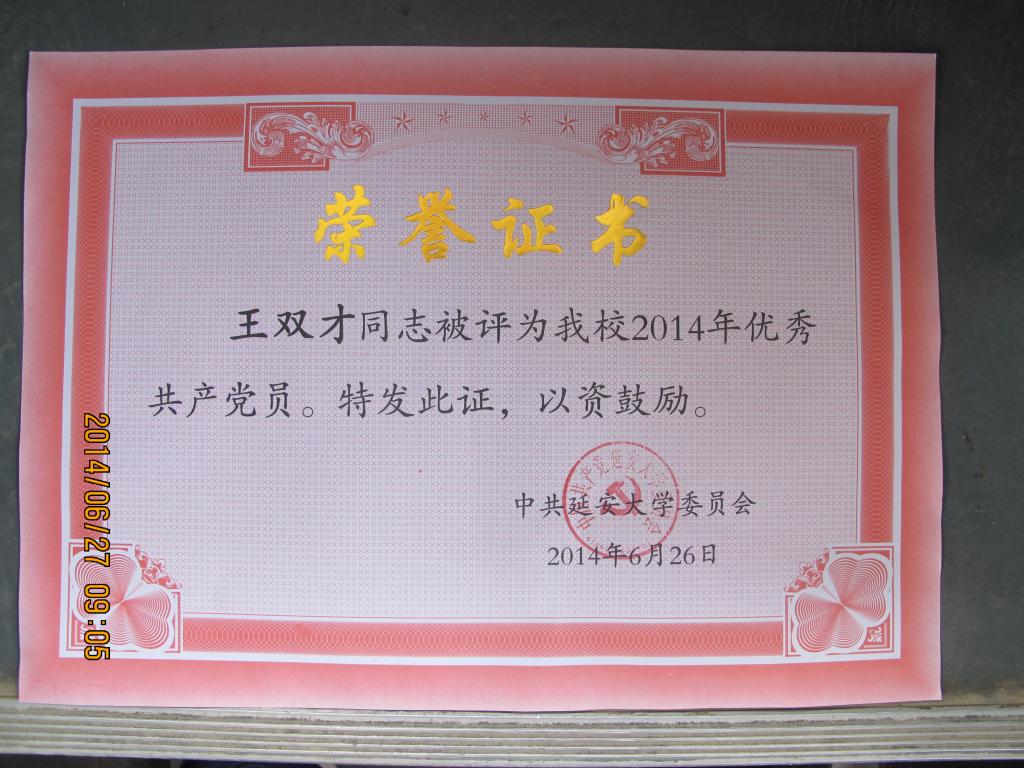 荣誉证书
王双才同志被评为我校2014年优秀
共产党员。特发此证，以资鼓励。
中共延安大学委员会
2014年6月26日
2014/06/27 09:05